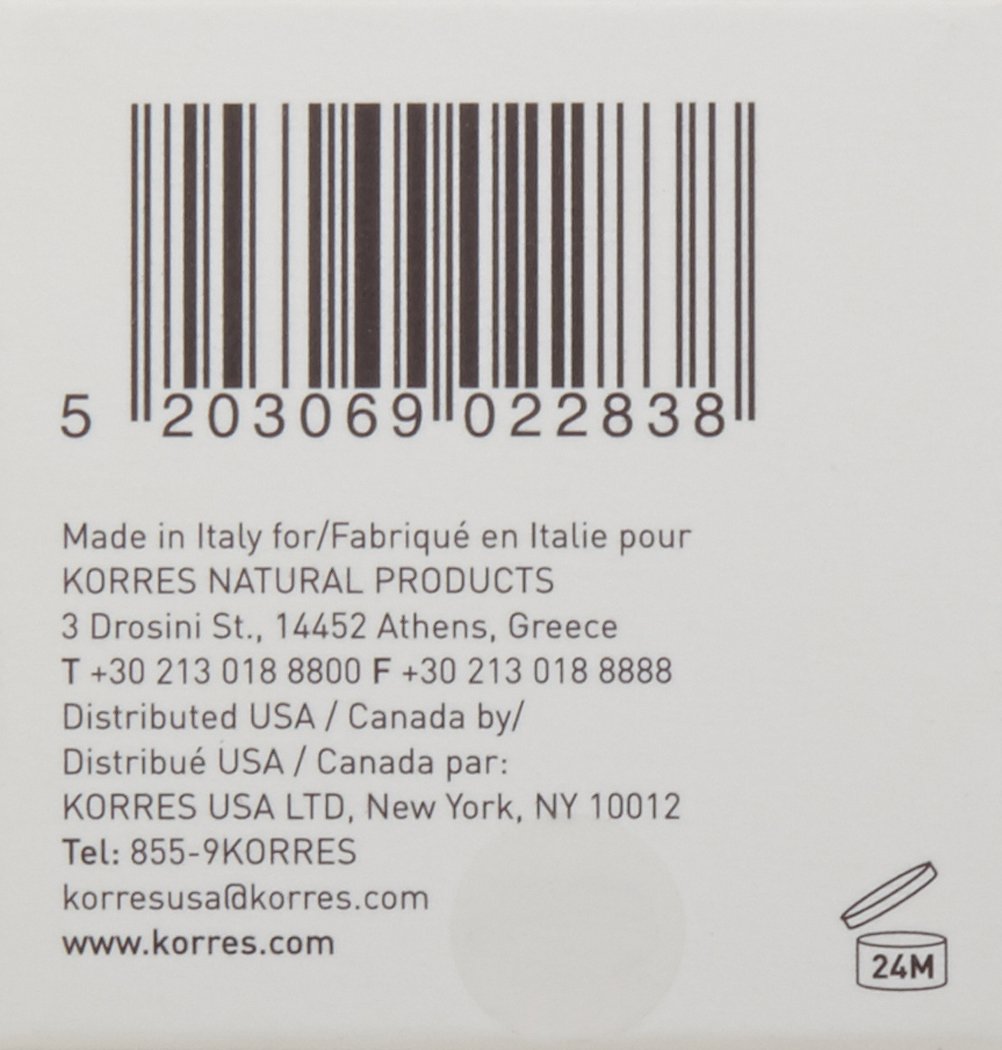 5 203069 022838
Made in Italy for/Fabriqué en Italie pour
KORRES NATURAL PRODUCTS
3 Drosini St., 14452 Athens, Greece
T +30 213 018 8800 F +30 213 018 8888
Distributed USA / Canada by/
Distribué USA / Canada par:
KORRES USA LTD, New York, NY 10012
Tel: 855-9KORRES
korresusa@korres.com
www.korres.com
24M